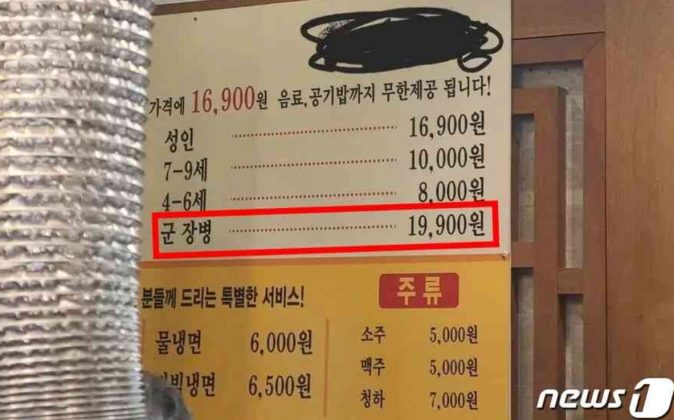 가격에 16,900원 음료,공기밥까지 무한제공 됩니다!
성인 16,900원
7-9세 10,000원
4-6세 8,000원
군 장병 19,900원
분들께 드리는 특별한 서비스!
물냉면 6,000원
냉면 6,500원
주류
소주 5,000원
맥주 5,000원
청하 7,000원
news1